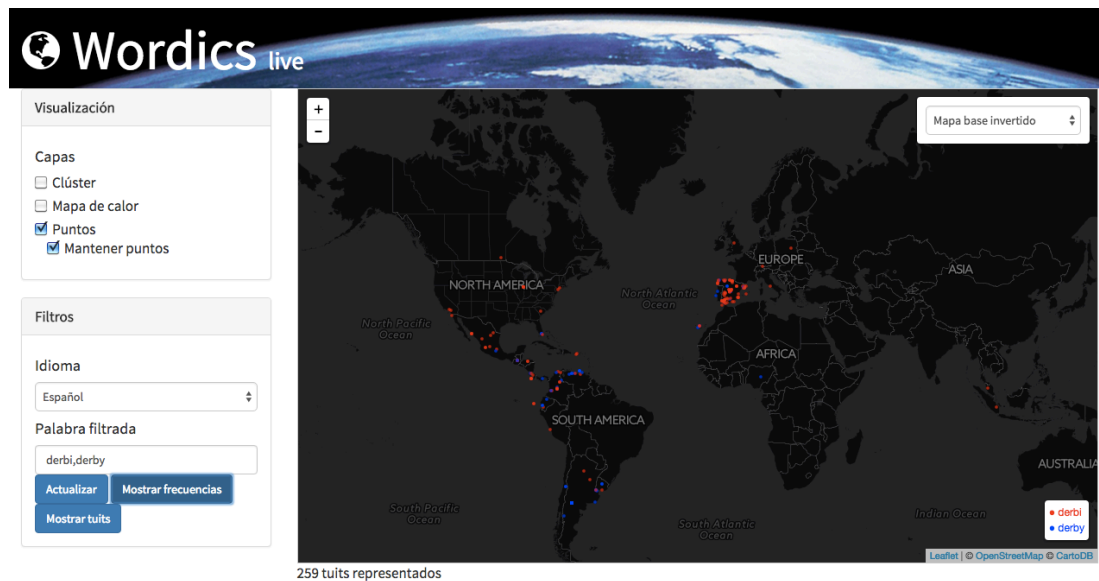 Wordics live
Visualización
Capas
Clúster
Mapa de calor
Puntos
Mantener puntos
Filtros
Idioma
Español
Palabra filtrada
derbi,derby
Actualizar
Mostrar frecuencias
Mostrar tuits
+
-
Mapa base invertido
EUROPE
ASIA
NORTH AMERICA
North Atlantic
Ocean
North Pacific
Ocean
AFRICA
SOUTH AMERICA
AUSTRALIA
South Pacific
Ocean
Indian Ocean
South Atlantic
Ocean
derbi
derby
Leaflet | © OpenStreetMap © CartoDB
259 tuits representados